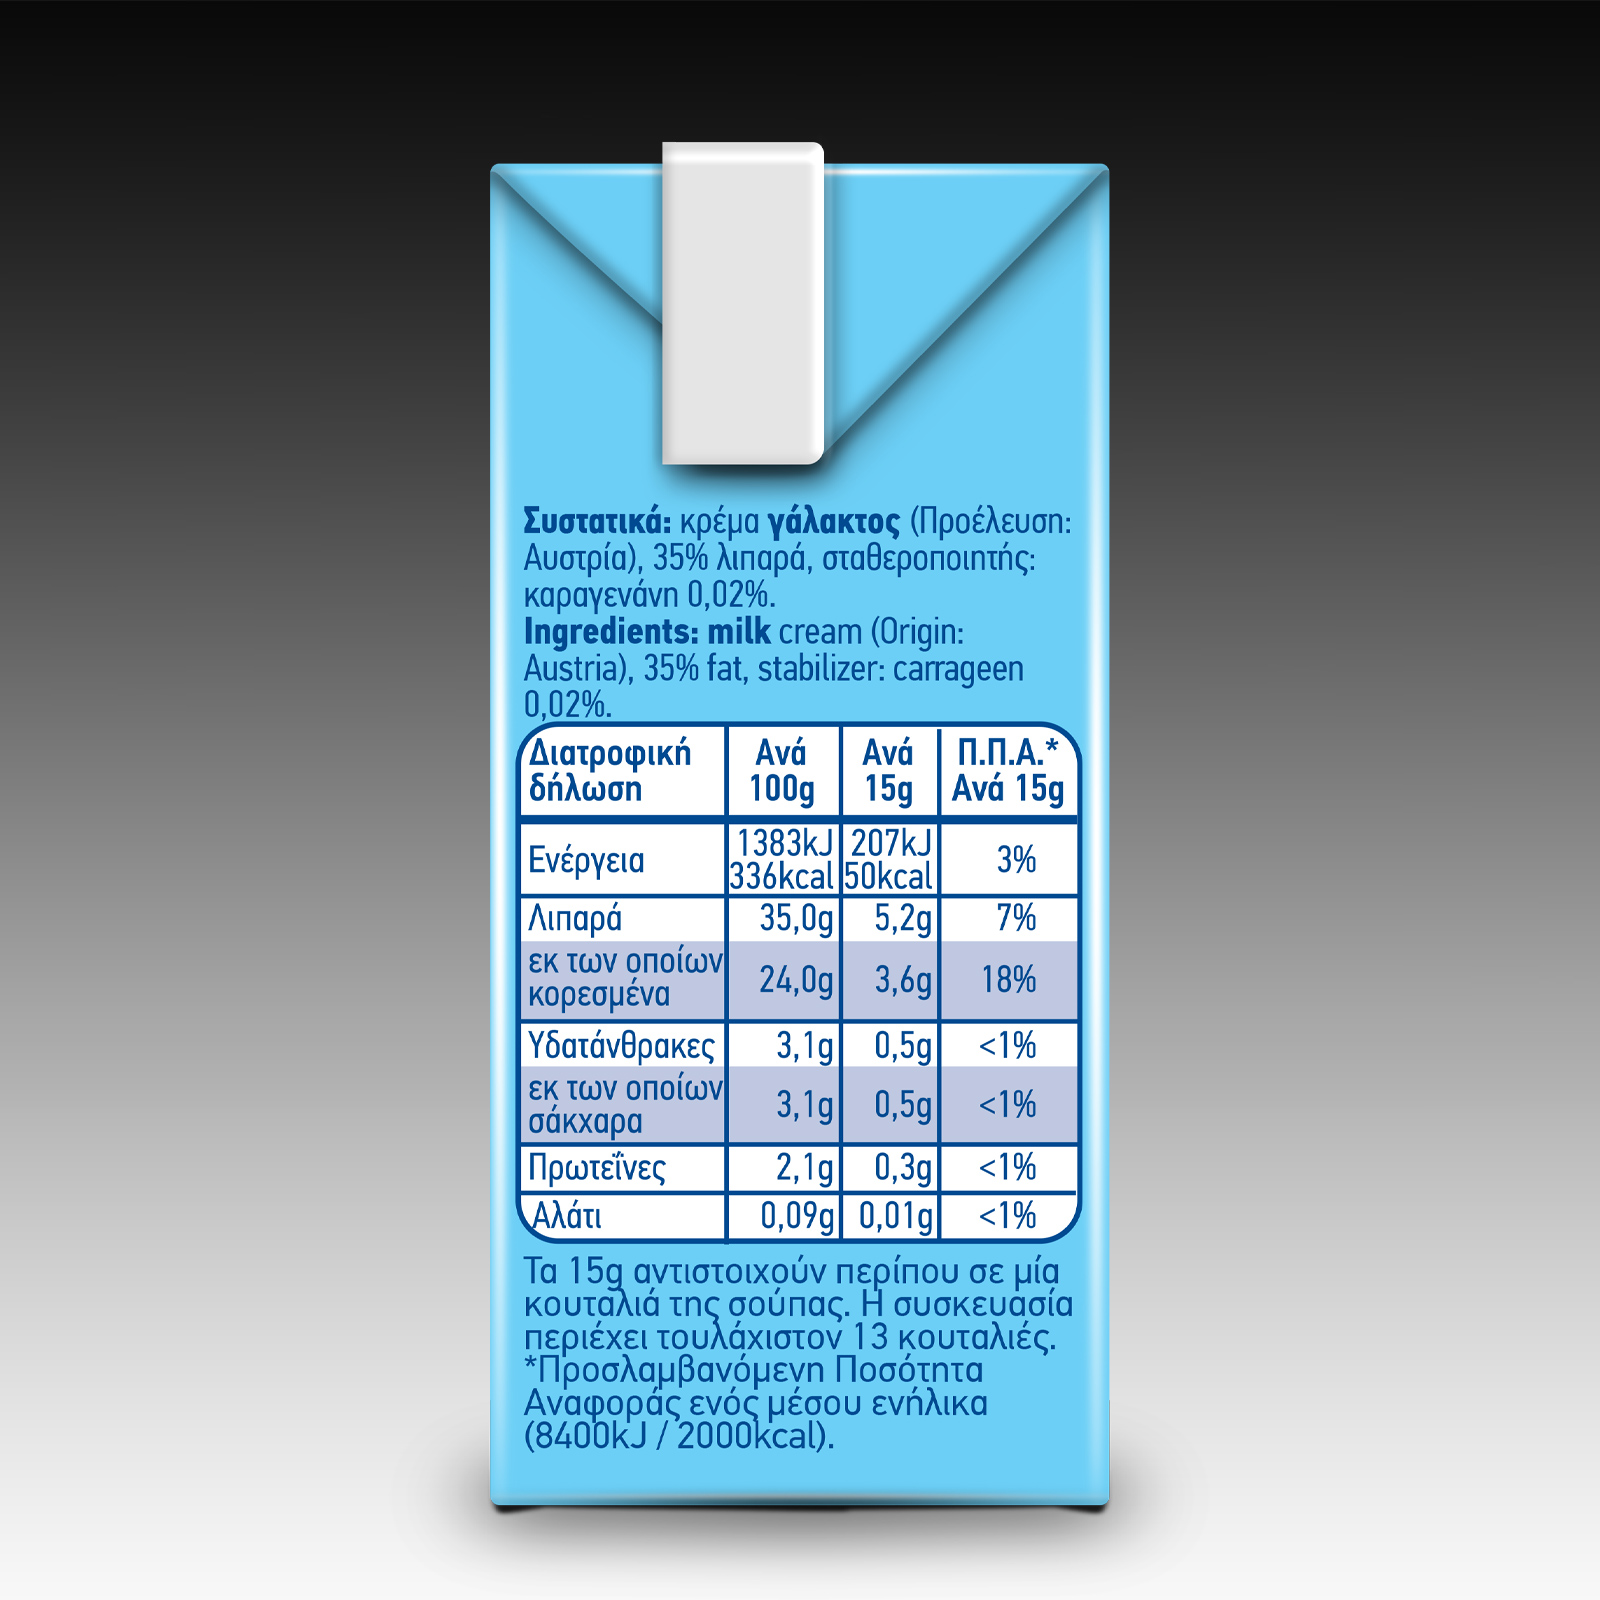 Συστατικά: κρέμα γάλακτος (Προέλευση:
Αυστρία), 35% λιπαρά, σταθεροποιητής:
καραγενάνη 0,02%.
Ingredients: milk cream (Origin:
Austria), 35% fat, stabilizer: carrageen
0,02%.
Διατροφική δήλωση Ανά 100g Ανά 15g Π.Π.Α.* Ανά 15g
Ενέργεια 1383kJ 336kcal 207kJ 50kcal 3%
Λιπαρά 35,0g 5,2g 7%
εκ των οποίων κορεσμένα 24,0g 3,6g 18%
Υδατάνθρακες 3,1g 0,5g <1%
εκ των οποίων σάκχαρα 3,1g 0,5g <1%
Πρωτεΐνες 2,1g 0,3g <1%
Αλάτι 0,09g 0,01g <1%
Τα 15g αντιστοιχούν περίπου σε μία
κουταλιά της σούπας. Η συσκευασία
περιέχει τουλάχιστον 13 κουταλιές.
*Προσλαμβανόμενη Ποσότητα
Αναφοράς ενός μέσου ενήλικα
(8400kJ / 2000kcal).